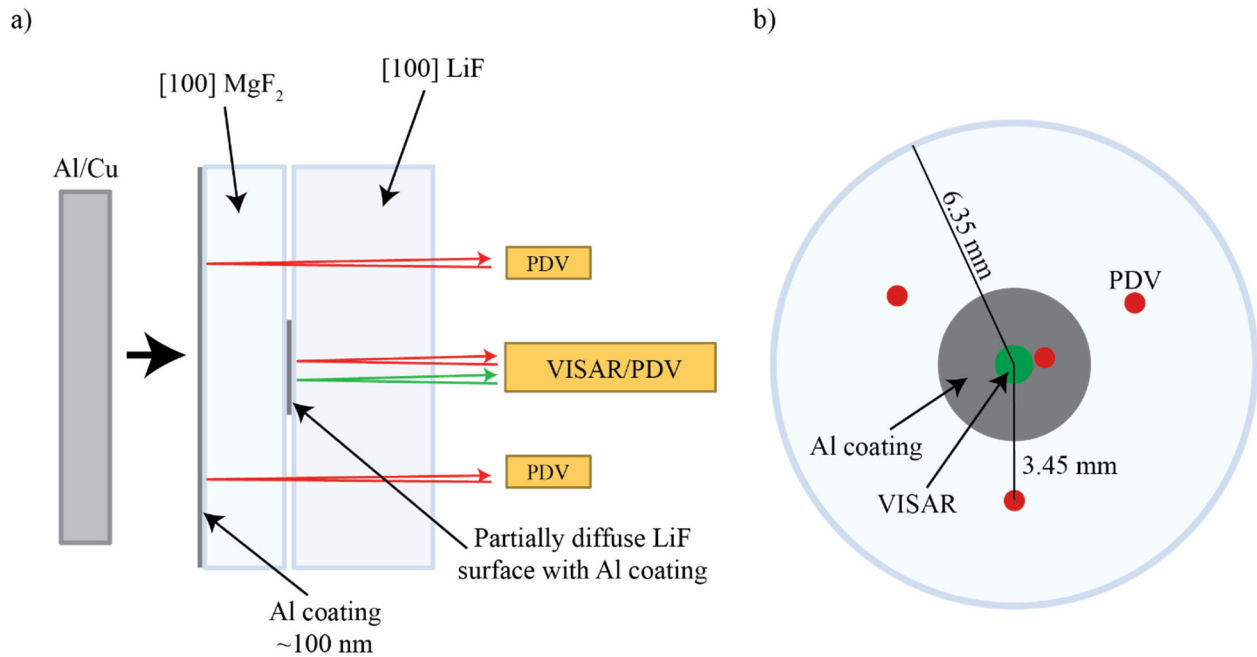 a)
b)
[100] MgF₂
[100] LiF
Al/Cu
PDV
VISAR/PDV
PDV
Partially diffuse LiF
surface with Al coating
Al coating
~100 nm
6.35 mm
PDV
Al coating
VISAR
3.45 mm